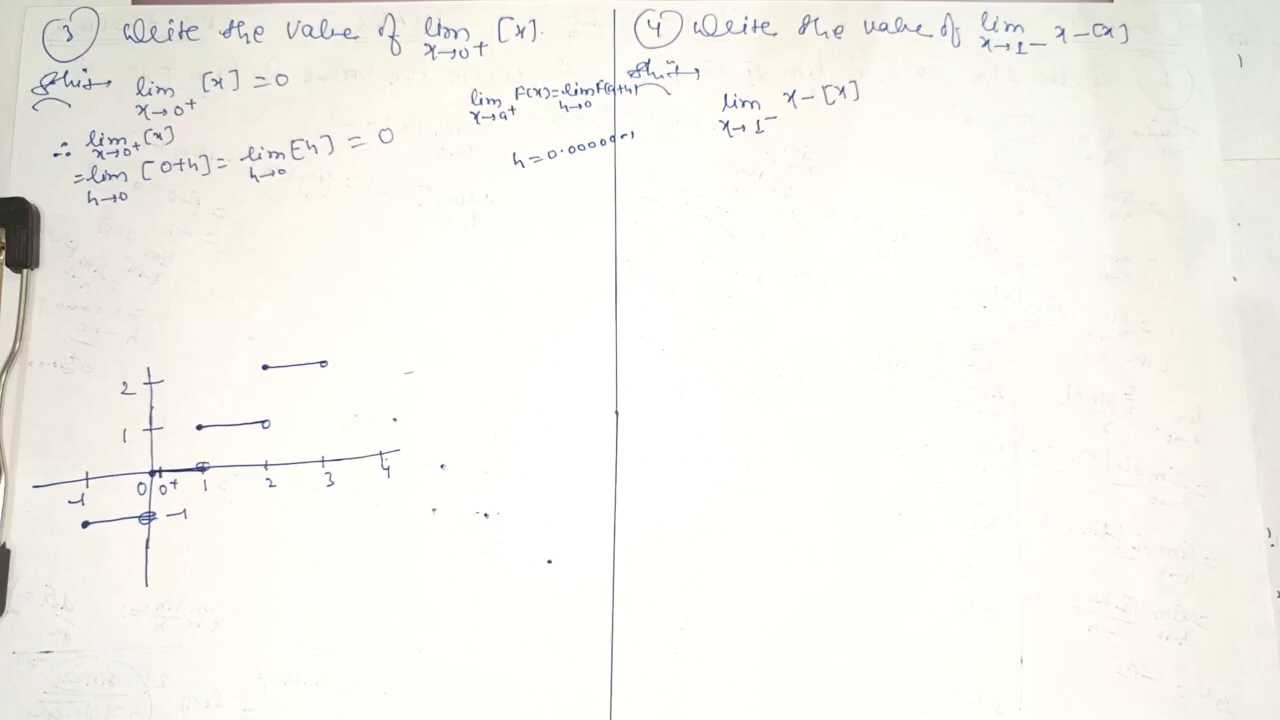 ③ Write the value of lim x→0+ [x].
lim x→0+ [x] = 0
∴ lim x→0+ [x]
= lim h→0 [0+h] = lim h→0 [h] = 0
lim x→a+ F(x) = lim h→0 F(a+h)
h = 0.000001
2
1
-1 0 0+ 1 2 3 4
-1
④ Write the value of lim x→1- x-[x]
lim x→1- x-[x]